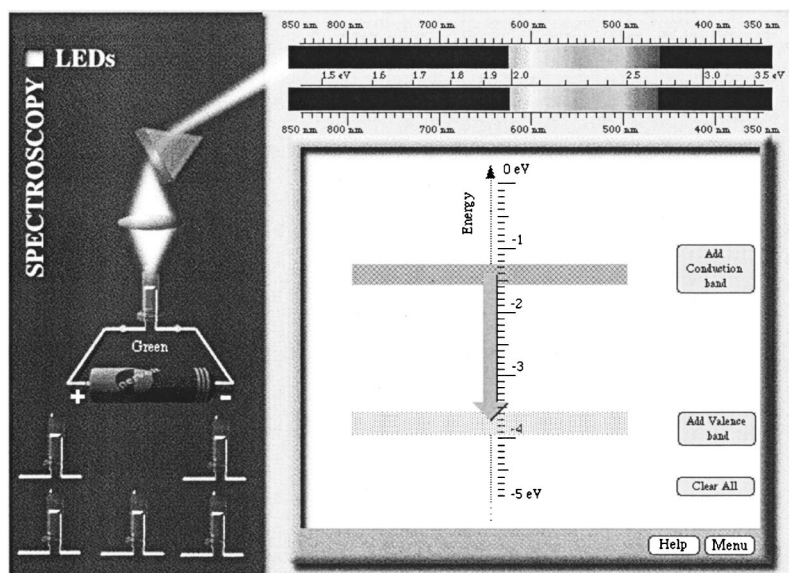 LEDs
SPECTROSCOPY
Green
+
-
850 nm 800 nm 700 nm 600 nm 500 nm 400 nm 350 nm
1.5 eV 1.6 1.7 1.8 1.9 2.0 2.5 3.0 3.5 eV
850 nm 800 nm 700 nm 600 nm 500 nm 400 nm 350 nm
0 eV
Energy
-1
-2
-3
-4
-5 eV
Add
Conduction
band
Add Valence
band
Clear All
Help
Menu